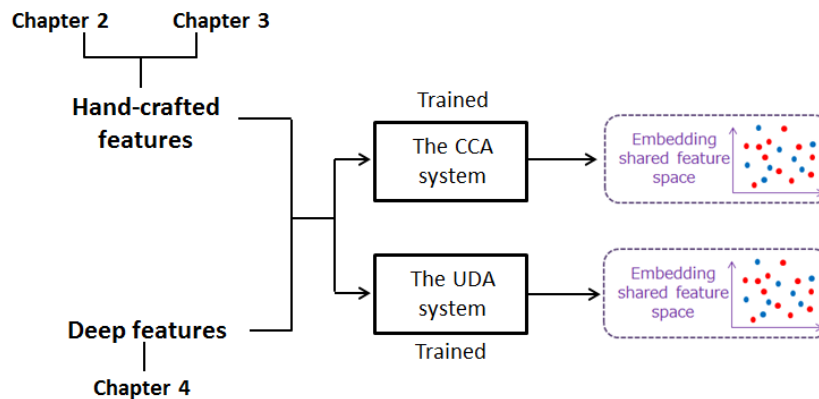 Chapter 2
Chapter 3
Hand-crafted
features
Trained
The CCA
system
Embedding
shared feature
space
The UDA
system
Trained
Embedding
shared feature
space
Deep features
Chapter 4